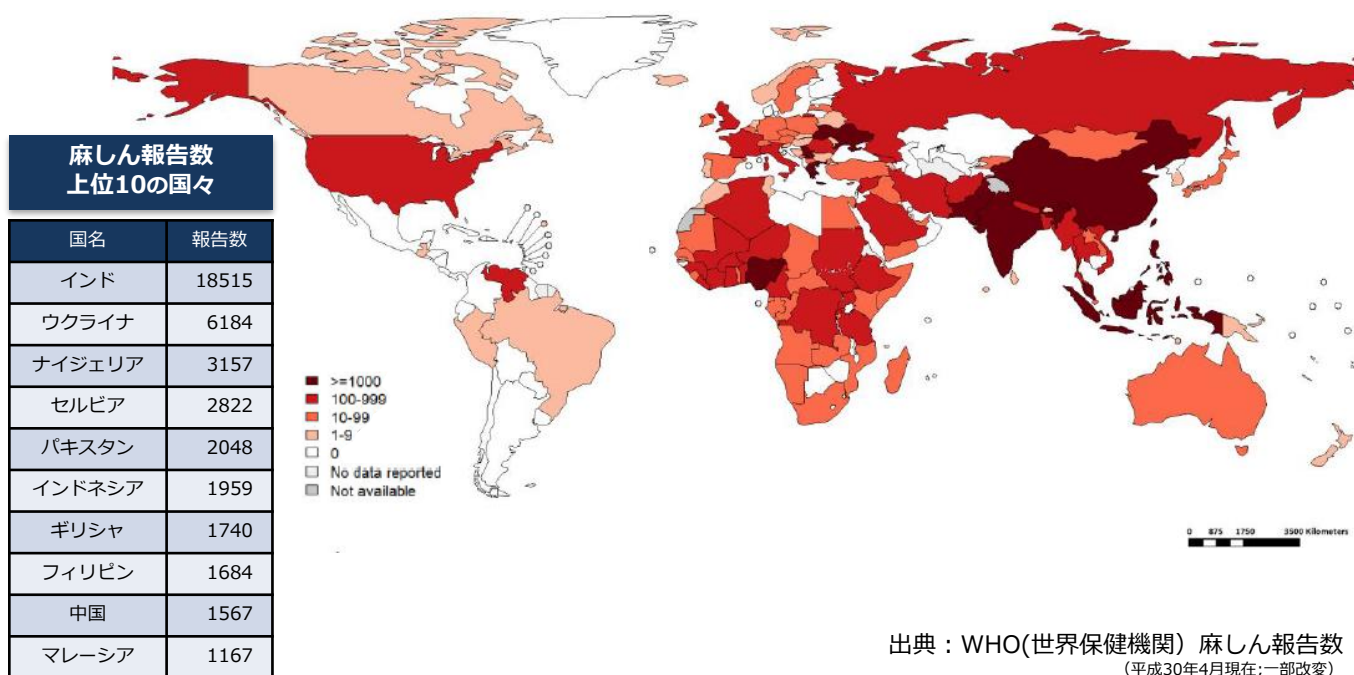 麻しん報告数
上位10の国々
国名 報告数
インド 18515
ウクライナ 6184
ナイジェリア 3157
セルビア 2822
パキスタン 2048
インドネシア 1959
ギリシャ 1740
フィリピン 1684
中国 1567
マレーシア 1167
>=1000
100-999
10-99
1-9
0
No data reported
Not available
0 875 1750 3500 Kilometers
出典：WHO(世界保健機関）麻しん報告数
（平成30年4月現在;一部改変）